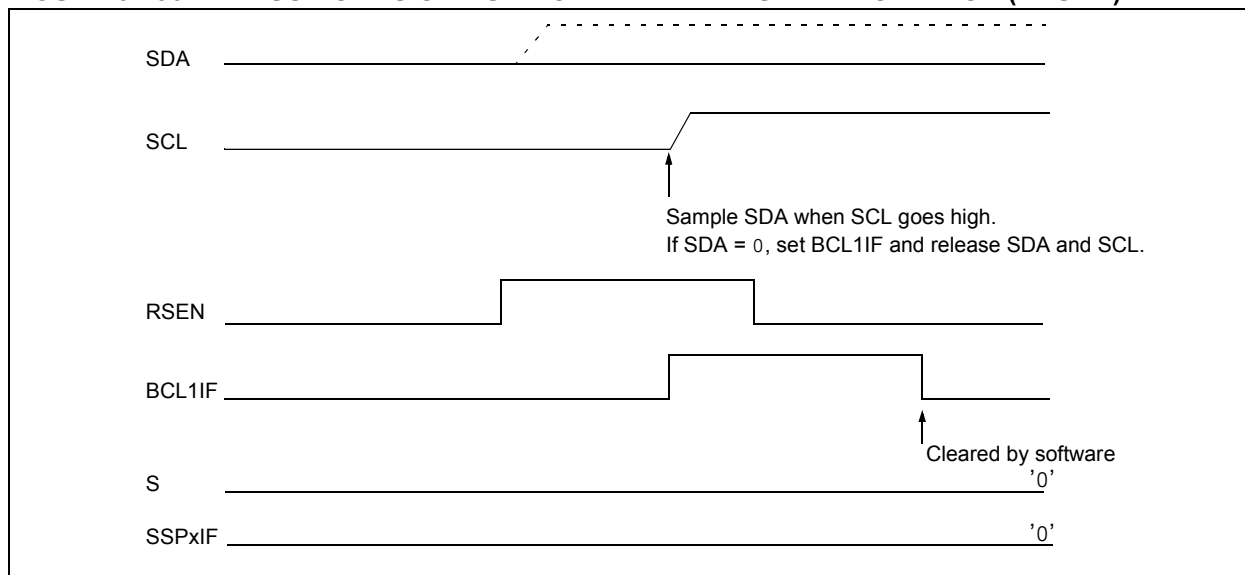 SDA
SCL
Sample SDA when SCL goes high.
If SDA = 0, set BCL1IF and release SDA and SCL.
RSEN
BCL1IF
Cleared by software
S
'0'
SSPxIF
'0'